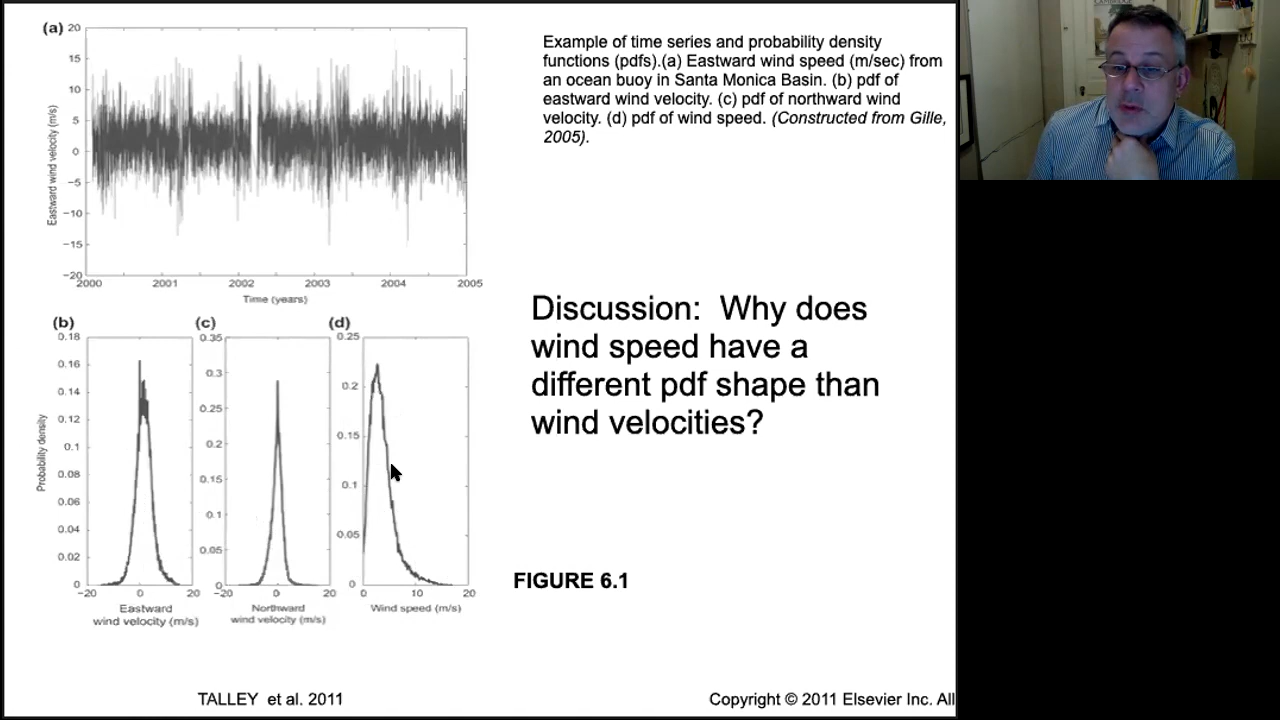 (a)
20
15
10
5
0
−5
−10
−15
−20
Eastward wind velocity (m/s)
2000 2001 2002 2003 2004 2005
Time (years)
Example of time series and probability density
functions (pdfs).(a) Eastward wind speed (m/sec) from
an ocean buoy in Santa Monica Basin. (b) pdf of
eastward wind velocity. (c) pdf of northward wind
velocity. (d) pdf of wind speed. (Constructed from Gille,
2005).
Discussion: Why does
wind speed have a
different pdf shape than
wind velocities?
(b)
0.18
0.16
0.14
0.12
0.1
0.08
0.06
0.04
0.02
0
Probability density
−20 0 20
Eastward
wind velocity (m/s)
(c)
0.35
0.3
0.25
0.2
0.15
0.1
0.05
0
−20 0 20
Northward
wind velocity (m/s)
(d)
0.25
0.2
0.15
0.1
0.05
0
0 10 20
Wind speed (m/s)
FIGURE 6.1
TALLEY et al. 2011
Copyright © 2011 Elsevier Inc. All